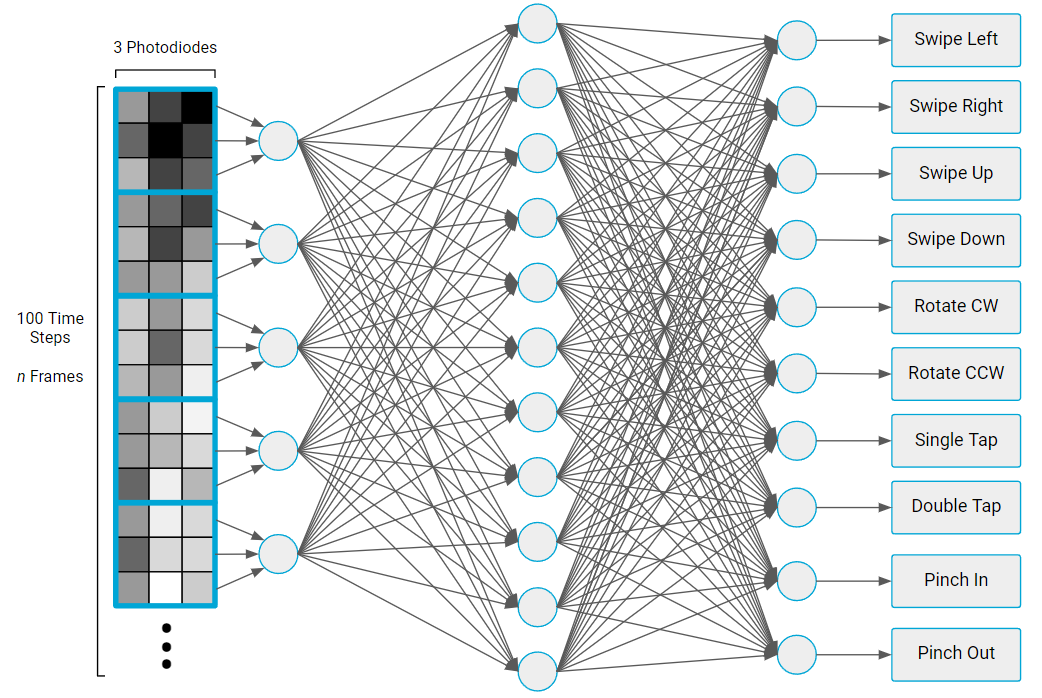 3 Photodiodes
100 Time
Steps
n Frames
Swipe Left
Swipe Right
Swipe Up
Swipe Down
Rotate CW
Rotate CCW
Single Tap
Double Tap
Pinch In
Pinch Out